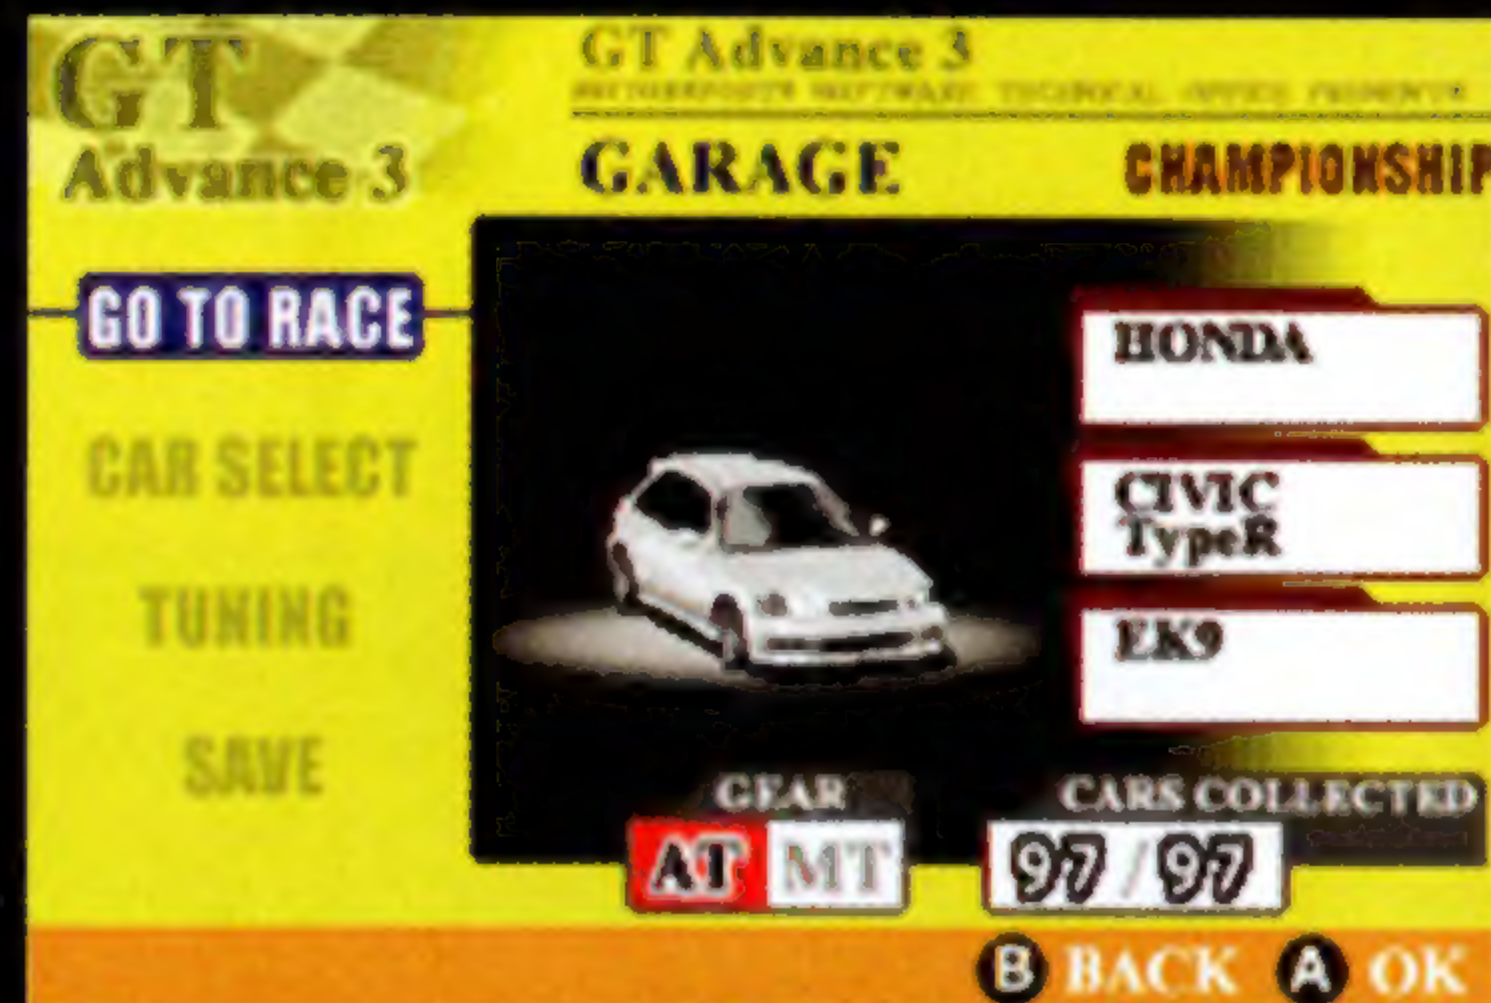 GT
Advance 3
GT Advance 3
GARAGE
CHAMPIONSHIP
GO TO RACE
CAR SELECT
TUNING
SAVE
HONDA
CIVIC
TypeR
EK9
GEAR
AT MT
CARS COLLECTED
97 / 97
B BACK A OK